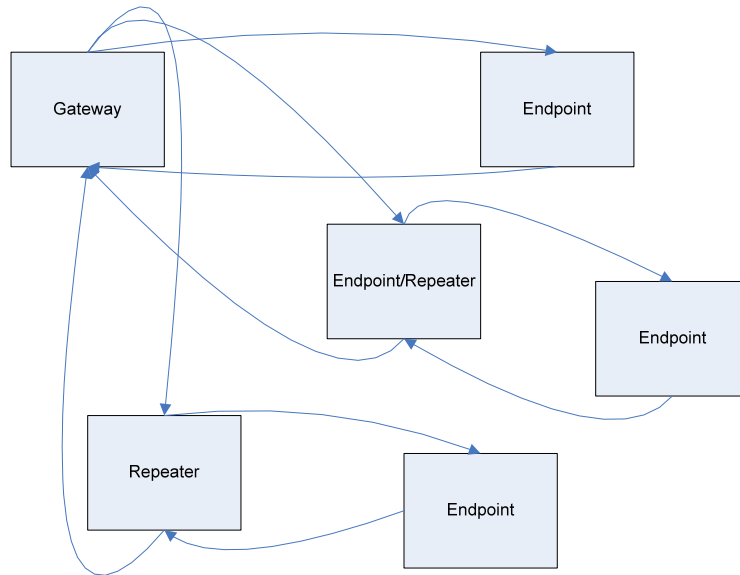 Gateway
Endpoint
Endpoint/Repeater
Endpoint
Repeater
Endpoint